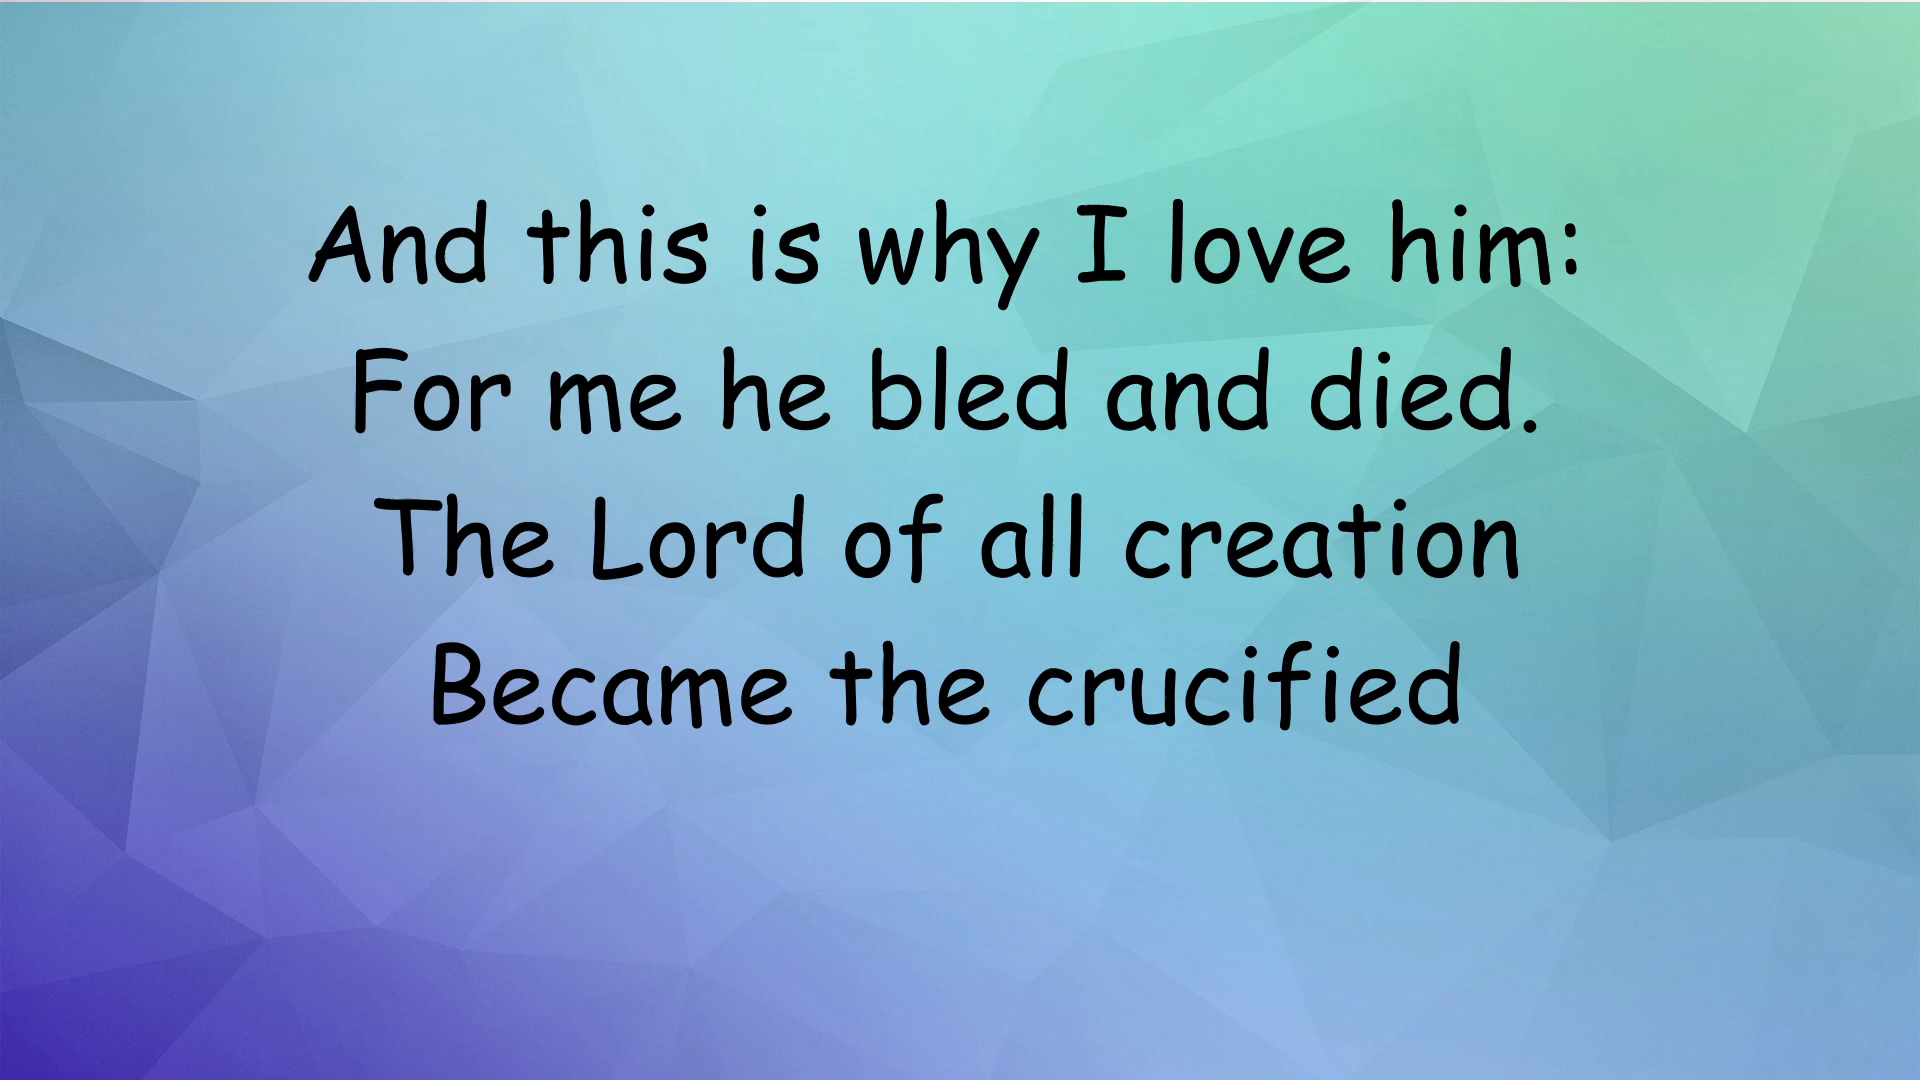 And this is why I love him:
For me he bled and died.
The Lord of all creation
Became the crucified